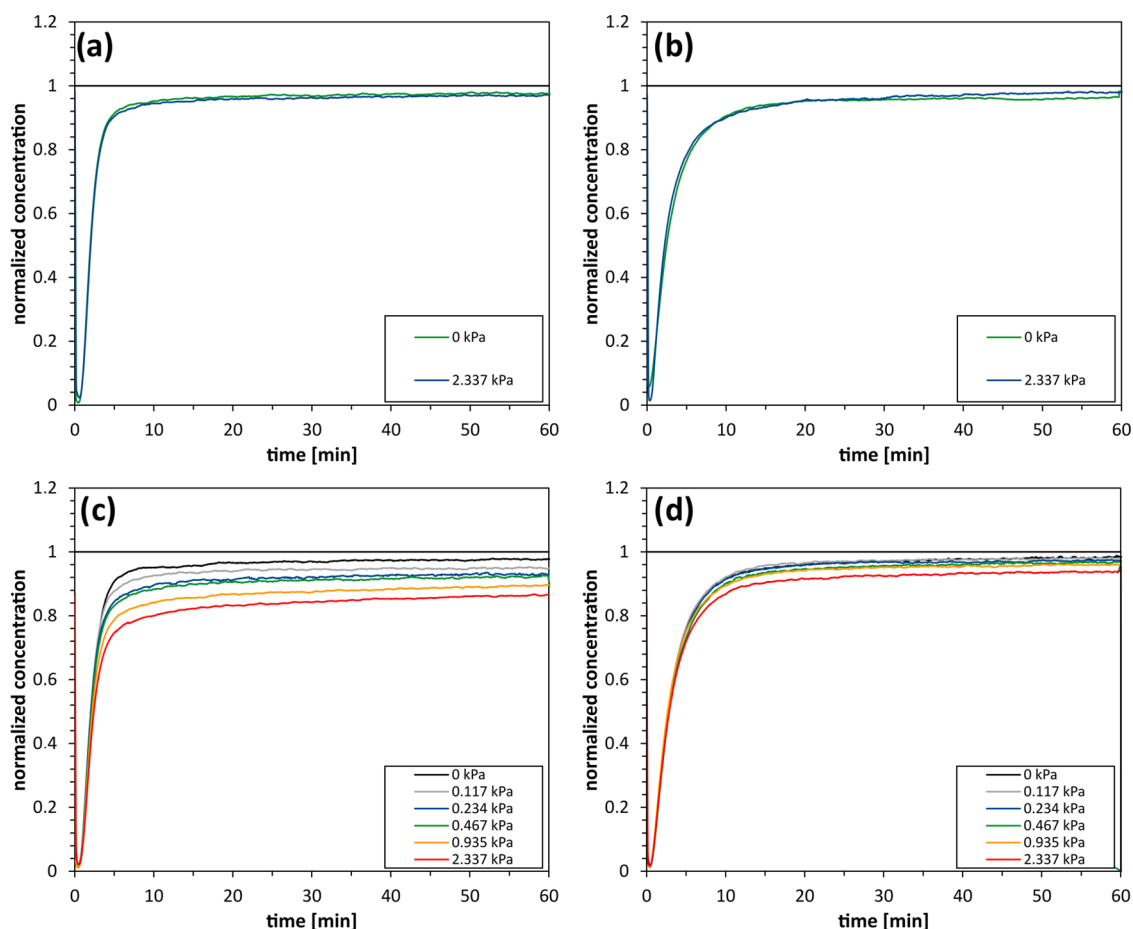 (a)
normalized concentration
1.2
1
0.8
0.6
0.4
0.2
0
0 kPa
2.337 kPa
0 10 20 30 40 50 60
time [min]
(b)
normalized concentration
1.2
1
0.8
0.6
0.4
0.2
0
0 kPa
2.337 kPa
0 10 20 30 40 50 60
time [min]
(c)
normalized concentration
1.2
1
0.8
0.6
0.4
0.2
0
0 kPa
0.117 kPa
0.234 kPa
0.467 kPa
0.935 kPa
2.337 kPa
0 10 20 30 40 50 60
time [min]
(d)
normalized concentration
1.2
1
0.8
0.6
0.4
0.2
0
0 kPa
0.117 kPa
0.234 kPa
0.467 kPa
0.935 kPa
2.337 kPa
0 10 20 30 40 50 60
time [min]